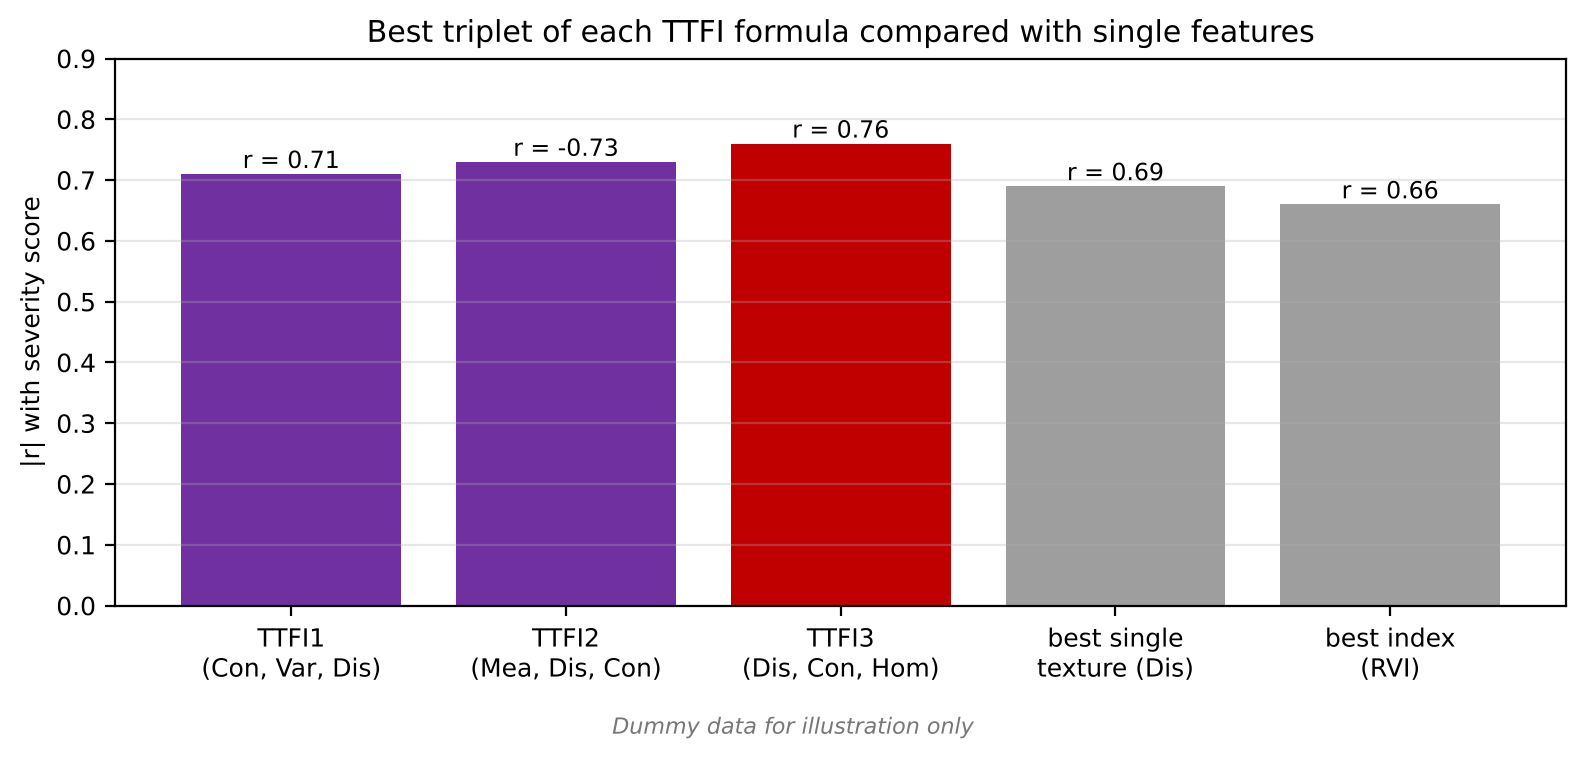 Best triplet of each TTFI formula compared with single features
|r| with severity score
0.9
0.8
0.7
0.6
0.5
0.4
0.3
0.2
0.1
0.0
r = 0.71
r = -0.73
r = 0.76
r = 0.69
r = 0.66
TTFI1
(Con, Var, Dis)
TTFI2
(Mea, Dis, Con)
TTFI3
(Dis, Con, Hom)
best single
texture (Dis)
best index
(RVI)
Dummy data for illustration only